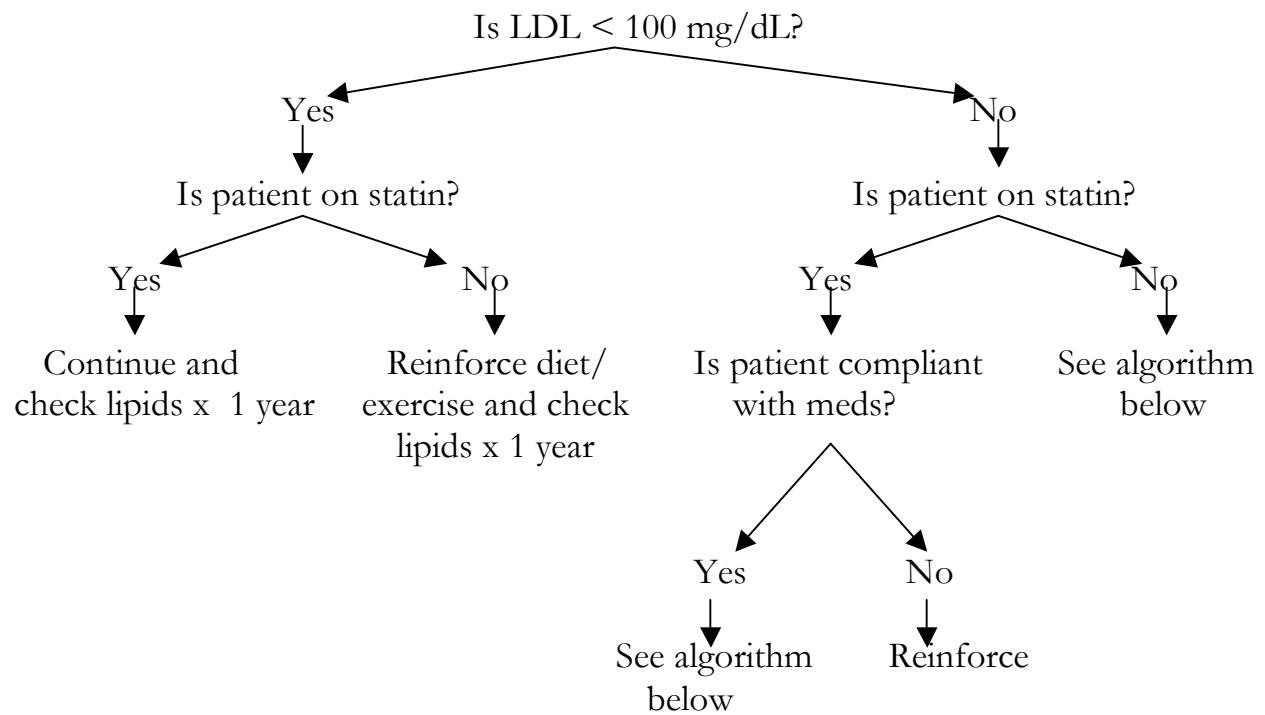 Is LDL < 100 mg/dL?
Yes
No
Is patient on statin?
Is patient on statin?
Yes
No
Yes
No
Continue and
check lipids x  1 year
Reinforce diet/
exercise and check
lipids x 1 year
Is patient compliant
with meds?
See algorithm
below
Yes
No
See algorithm
below
Reinforce